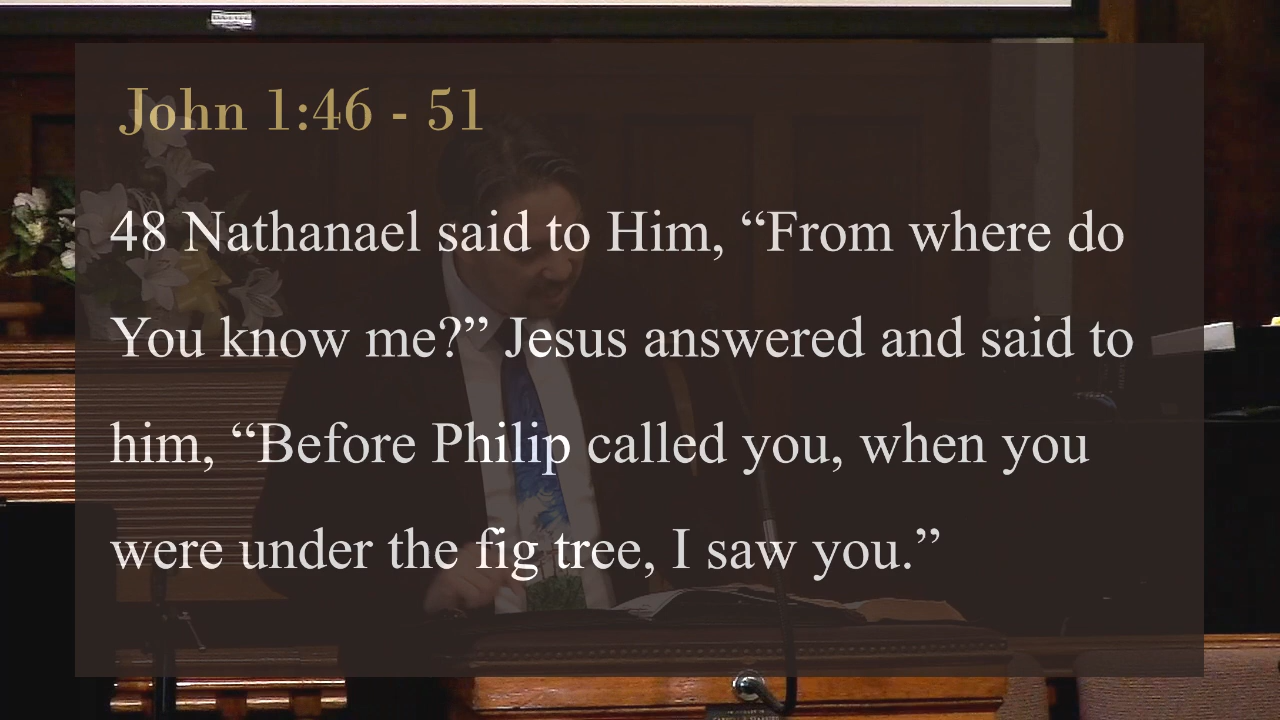 John 1:46 - 51
48 Nathanael said to Him, “From where do
You know me?” Jesus answered and said to
him, “Before Philip called you, when you
were under the fig tree, I saw you.”